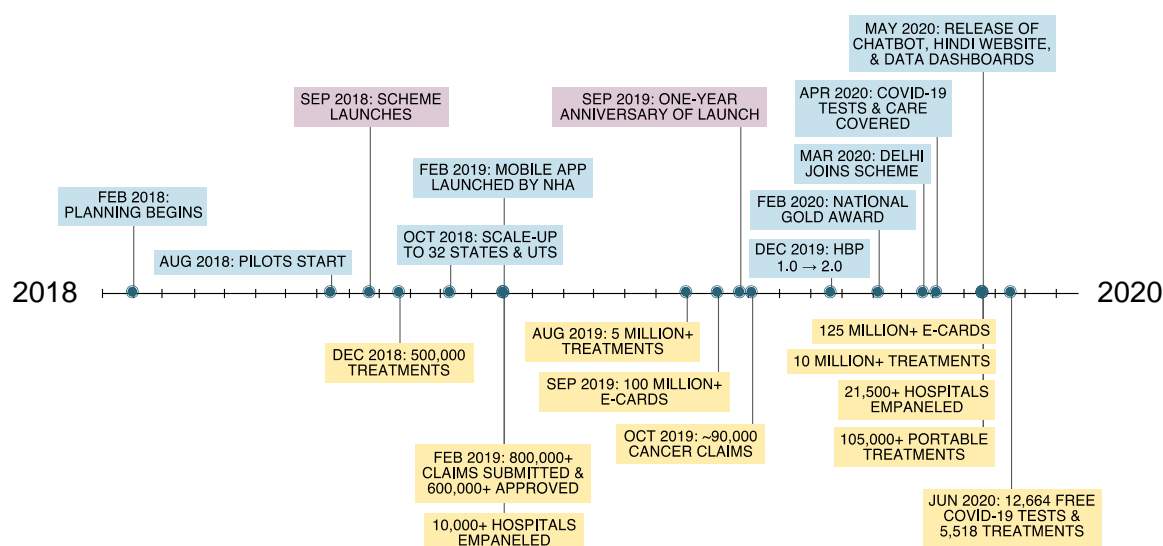 MAY 2020: RELEASE OF
CHATBOT, HINDI WEBSITE,
& DATA DASHBOARDS
SEP 2018: SCHEME
LAUNCHES
SEP 2019: ONE-YEAR
ANNIVERSARY OF LAUNCH
APR 2020: COVID-19
TESTS & CARE
COVERED
FEB 2019: MOBILE APP
LAUNCHED BY NHA
MAR 2020: DELHI
JOINS SCHEME
FEB 2018:
PLANNING BEGINS
FEB 2020: NATIONAL
GOLD AWARD
OCT 2018: SCALE-UP
TO 32 STATES & UTS
AUG 2018: PILOTS START
DEC 2019: HBP
1.0 → 2.0
2018
2020
AUG 2019: 5 MILLION+
TREATMENTS
125 MILLION+ E-CARDS
DEC 2018: 500,000
TREATMENTS
10 MILLION+ TREATMENTS
SEP 2019: 100 MILLION+
E-CARDS
21,500+ HOSPITALS
EMPANELED
OCT 2019: ~90,000
CANCER CLAIMS
105,000+ PORTABLE
TREATMENTS
FEB 2019: 800,000+
CLAIMS SUBMITTED &
600,000+ APPROVED
10,000+ HOSPITALS
EMPANELED
JUN 2020: 12,664 FREE
COVID-19 TESTS &
5,518 TREATMENTS